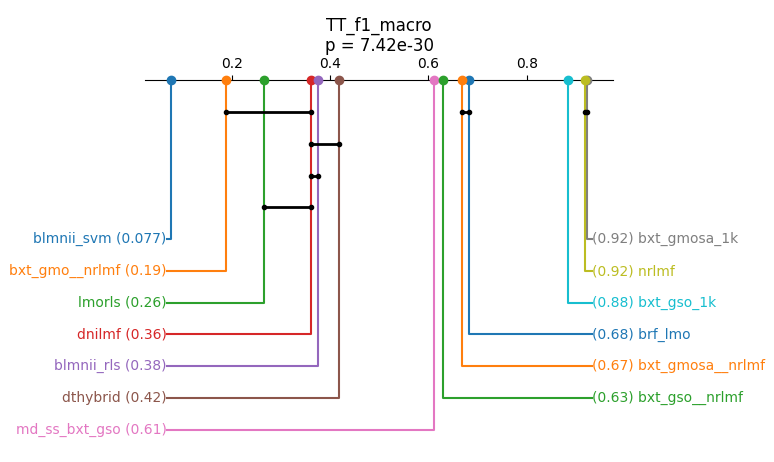 TT_f1_macro
p = 7.42e-30
0.2 0.4 0.6 0.8
blmnii_svm (0.077)
(0.92) bxt_gmosa_1k
bxt_gmo__nrlmf (0.19)
(0.92) nrlmf
lmorls (0.26)
(0.88) bxt_gso_1k
dnilmf (0.36)
(0.68) brf_lmo
blmnii_rls (0.38)
(0.67) bxt_gmosa__nrlmf
dthybrid (0.42)
(0.63) bxt_gso__nrlmf
md_ss_bxt_gso (0.61)